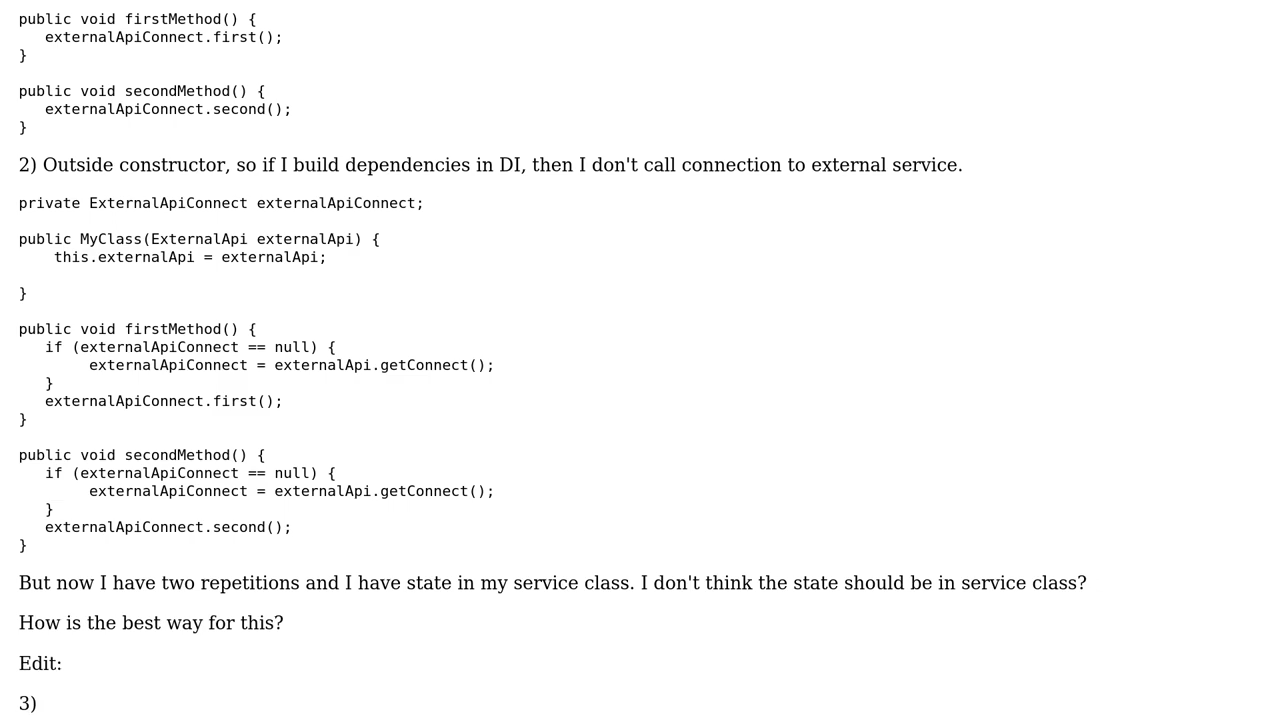 public void firstMethod() {
   externalApiConnect.first();
}

public void secondMethod() {
   externalApiConnect.second();
}
2) Outside constructor, so if I build dependencies in DI, then I don't call connection to external service.
private ExternalApiConnect externalApiConnect;

public MyClass(ExternalApi externalApi) {
    this.externalApi = externalApi;

}

public void firstMethod() {
   if (externalApiConnect == null) {
        externalApiConnect = externalApi.getConnect();
   }
   externalApiConnect.first();
}

public void secondMethod() {
   if (externalApiConnect == null) {
        externalApiConnect = externalApi.getConnect();
   }
   externalApiConnect.second();
}
But now I have two repetitions and I have state in my service class. I don't think the state should be in service class?
How is the best way for this?
Edit:
3)